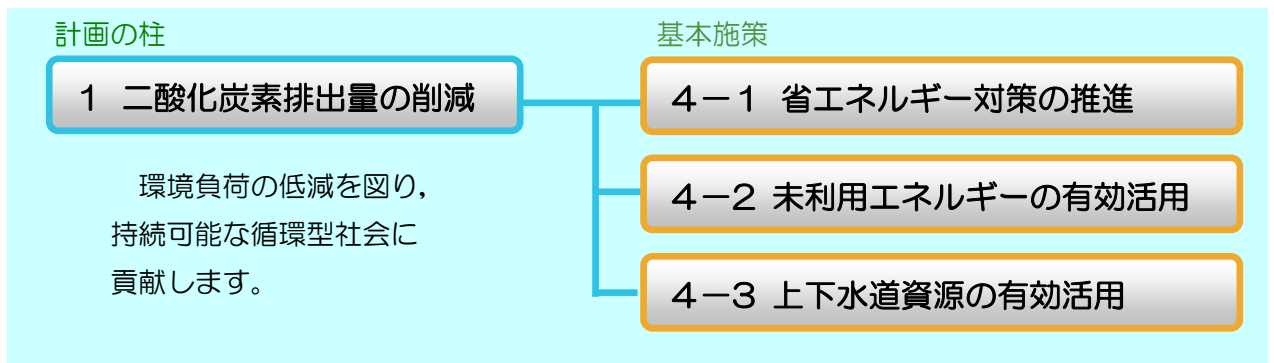 計画の柱
基本施策
1 二酸化炭素排出量の削減
4－1 省エネルギー対策の推進
環境負荷の低減を図り，
持続可能な循環型社会に
貢献します。
4－2 未利用エネルギーの有効活用
4－3 上下水道資源の有効活用